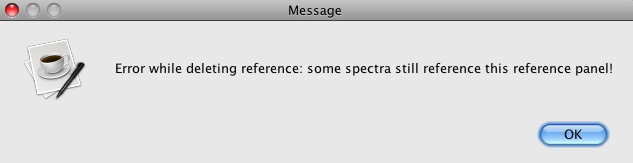 Message
Error while deleting reference: some spectra still reference this reference panel!
OK